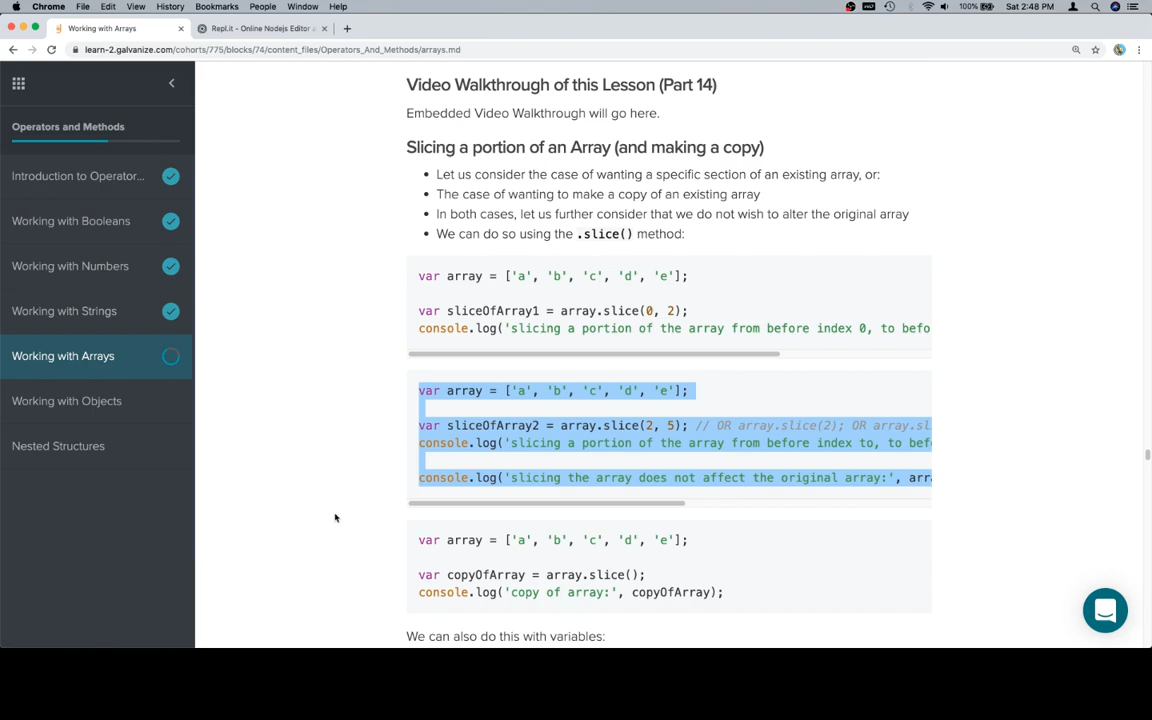 Chrome File Edit View History Bookmarks People Window Help 100% Sat 2:48 PM
Working with Arrays
Repl.it - Online Nodejs Editor
learn-2.galvanize.com/cohorts/775/blocks/74/content_files/Operators_And_Methods/arrays.md
Operators and Methods
Introduction to Operator...
Working with Booleans
Working with Numbers
Working with Strings
Working with Arrays
Working with Objects
Nested Structures
Video Walkthrough of this Lesson (Part 14)
Embedded Video Walkthrough will go here.
Slicing a portion of an Array (and making a copy)
• Let us consider the case of wanting a specific section of an existing array, or:
• The case of wanting to make a copy of an existing array
• In both cases, let us further consider that we do not wish to alter the original array
• We can do so using the .slice() method:
var array = ['a', 'b', 'c', 'd', 'e'];
var sliceOfArray1 = array.slice(0, 2);
console.log('slicing a portion of the array from before index 0, to befo
var array = ['a', 'b', 'c', 'd', 'e'];
var sliceOfArray2 = array.slice(2, 5); // OR array.slice(2); OR array.sl
console.log('slicing a portion of the array from before index to, to bef
console.log('slicing the array does not affect the original array:', arra
var array = ['a', 'b', 'c', 'd', 'e'];
var copyOfArray = array.slice();
console.log('copy of array:', copyOfArray);
We can also do this with variables: